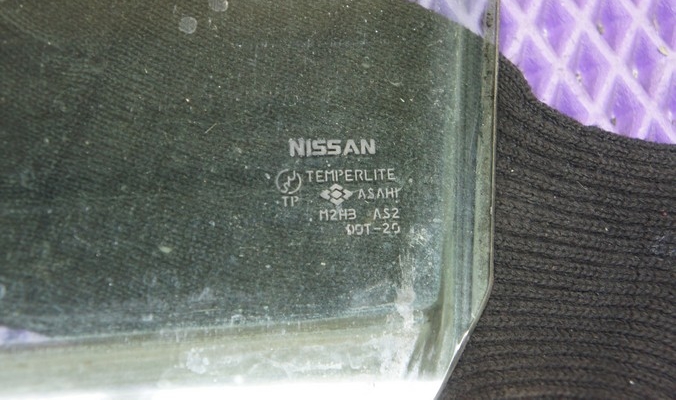 NISSAN
TEMPERLITE
TP ASAHI
M2H3 AS2
DOT-20